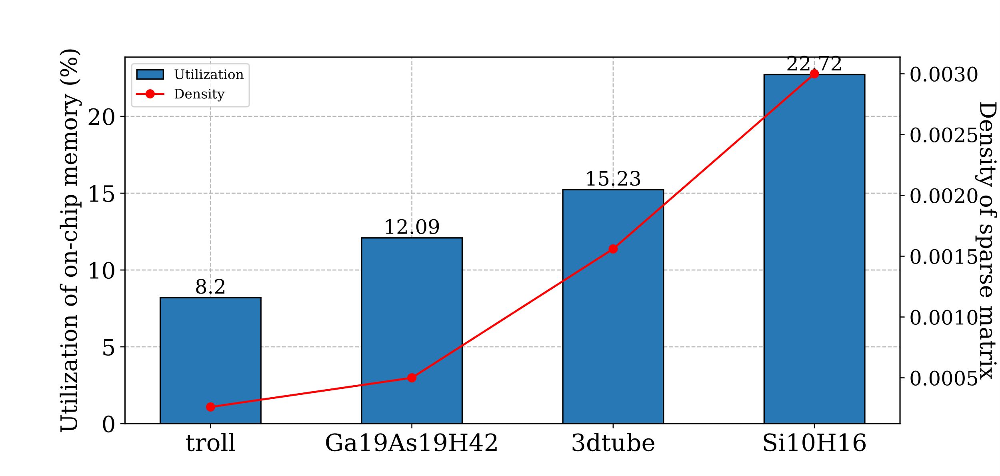 Utilization of on-chip memory (%)
20
15
10
5
0
Utilization
Density
8.2
12.09
15.23
22.72
troll
Ga19As19H42
3dtube
Si10H16
0.0030
0.0025
0.0020
0.0015
0.0010
0.0005
Density of sparse matrix